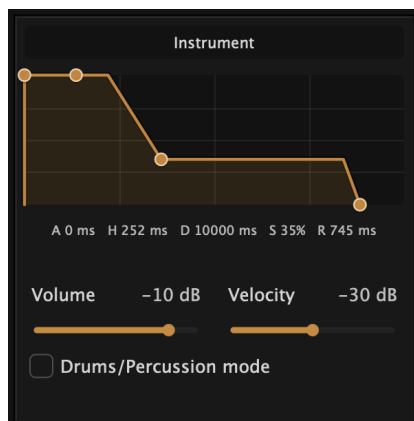 Instrument
A 0 ms H 252 ms D 10000 ms S 35% R 745 ms
Volume −10 dB Velocity −30 dB
Drums/Percussion mode